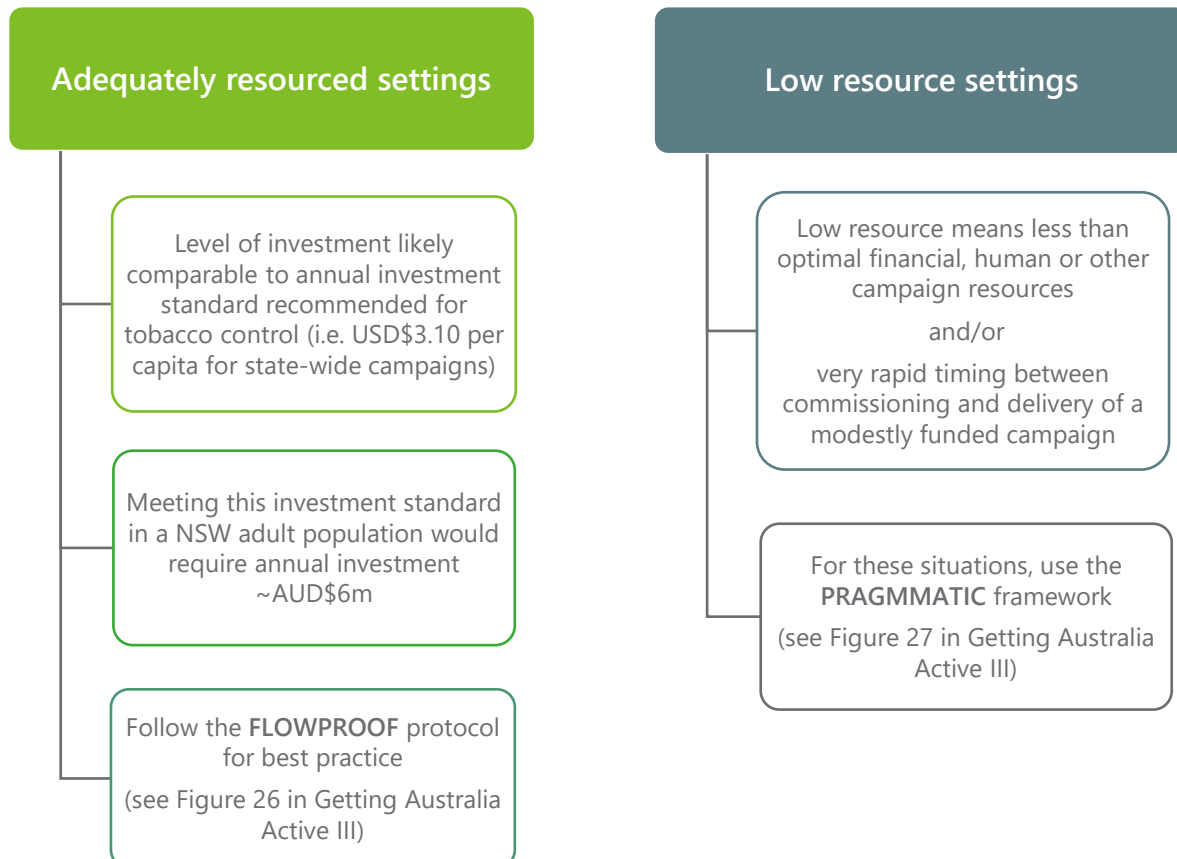 Adequately resourced settings
Level of investment likely
comparable to annual investment
standard recommended for
tobacco control (i.e. USD$3.10 per
capita for state-wide campaigns)
Meeting this investment standard
in a NSW adult population would
require annual investment
~AUD$6m
Follow the FLOWPROOF protocol
for best practice
(see Figure 26 in Getting Australia
Active III)
Low resource settings
Low resource means less than
optimal financial, human or other
campaign resources
and/or
very rapid timing between
commissioning and delivery of a
modestly funded campaign
For these situations, use the
PRAGMMATIC framework
(see Figure 27 in Getting Australia
Active III)